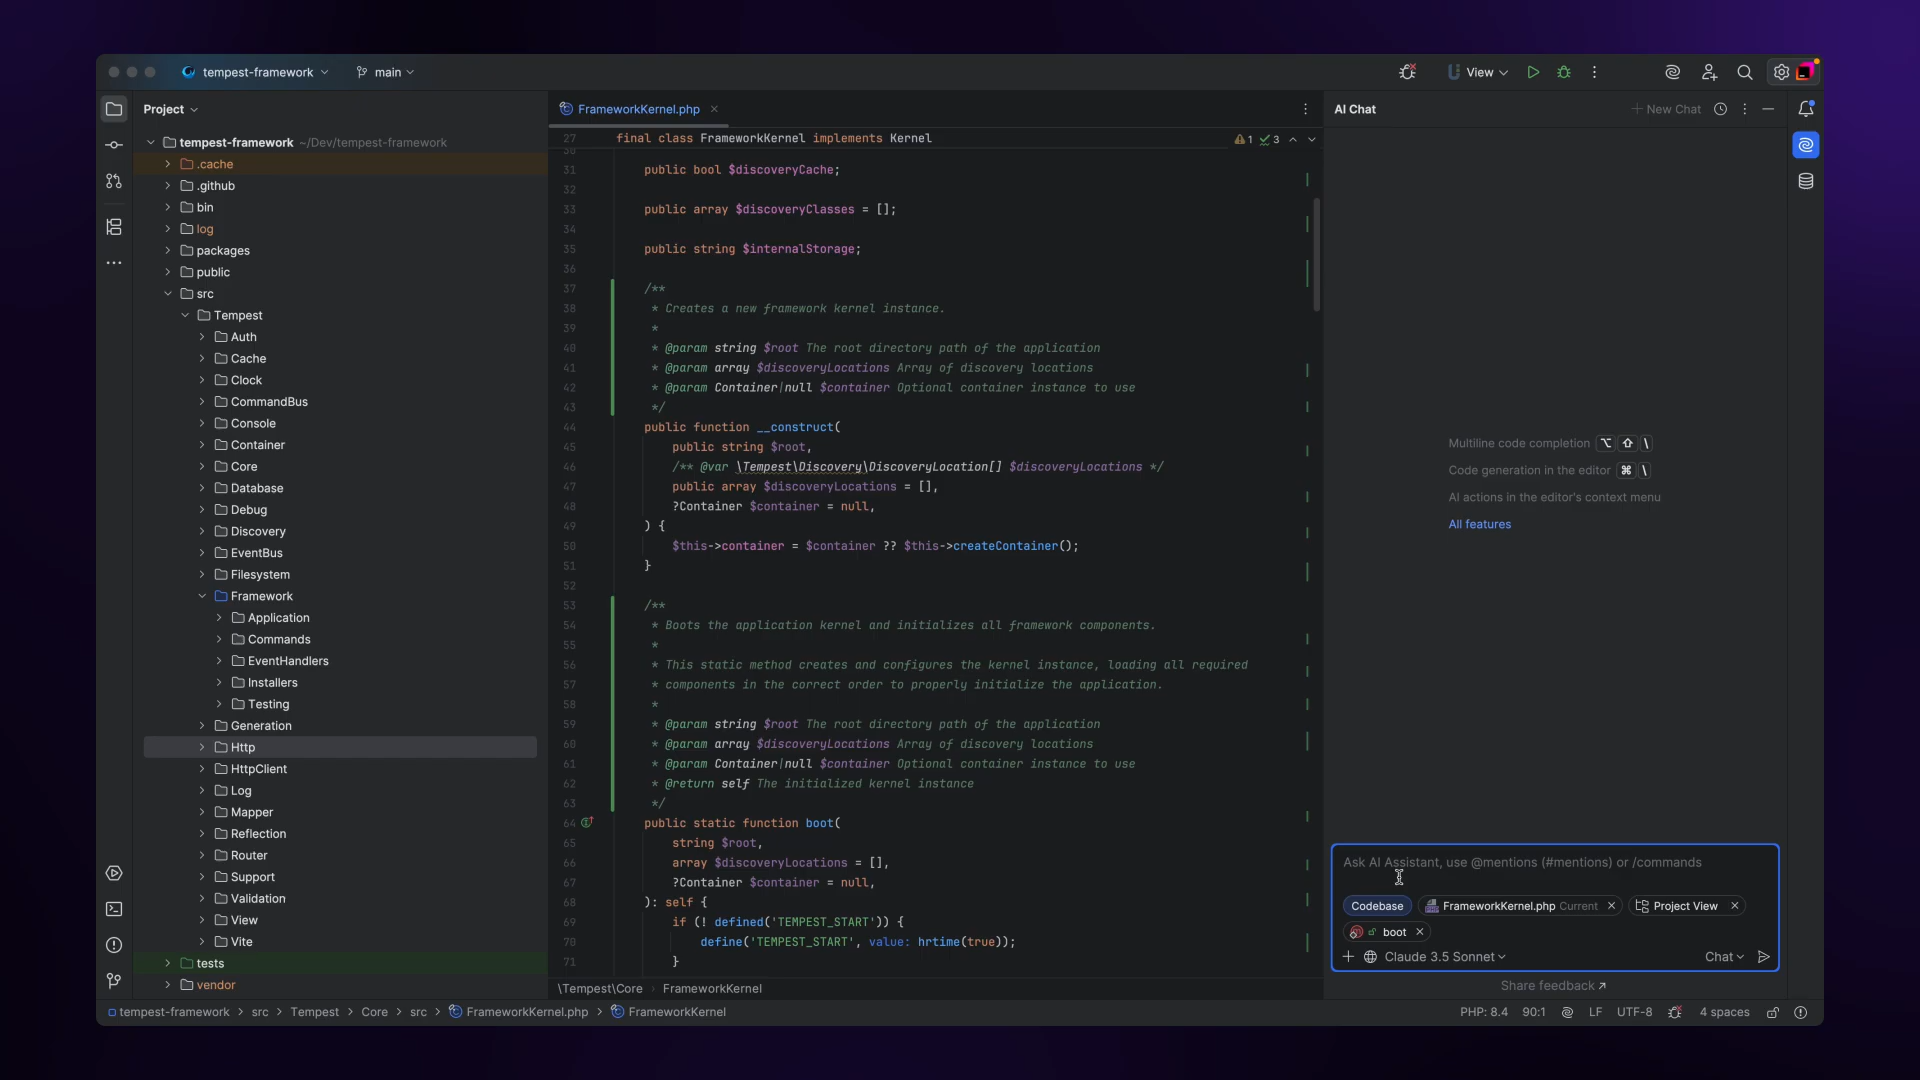 tempest-framework
main
View
Project
tempest-framework ~/Dev/tempest-framework
.cache
.github
bin
log
packages
public
src
Tempest
Auth
Cache
Clock
CommandBus
Console
Container
Core
Database
Debug
Discovery
EventBus
Filesystem
Framework
Application
Commands
EventHandlers
Installers
Testing
Generation
Http
HttpClient
Log
Mapper
Reflection
Router
Support
Validation
View
Vite
tests
vendor
FrameworkKernel.php
27 final class FrameworkKernel implements Kernel
1 3
30
31 public bool $discoveryCache;
32
33 public array $discoveryClasses = [];
34
35 public string $internalStorage;
36
37 /**
38 * Creates a new framework kernel instance.
39 *
40 * @param string $root The root directory path of the application
41 * @param array $discoveryLocations Array of discovery locations
42 * @param Container|null $container Optional container instance to use
43 */
44 public function __construct(
45 public string $root,
46 /** @var \Tempest\Discovery\DiscoveryLocation[] $discoveryLocations */
47 public array $discoveryLocations = [],
48 ?Container $container = null,
49 ) {
50 $this->container = $container ?? $this->createContainer();
51 }
52
53 /**
54 * Boots the application kernel and initializes all framework components.
55 *
56 * This static method creates and configures the kernel instance, loading all required
57 * components in the correct order to properly initialize the application.
58 *
59 * @param string $root The root directory path of the application
60 * @param array $discoveryLocations Array of discovery locations
61 * @param Container|null $container Optional container instance to use
62 * @return self The initialized kernel instance
63 */
64 public static function boot(
65 string $root,
66 array $discoveryLocations = [],
67 ?Container $container = null,
68 ): self {
69 if (! defined('TEMPEST_START')) {
70 define('TEMPEST_START', value: hrtime(true));
71 }
\Tempest\Core › FrameworkKernel
AI Chat
+ New Chat
Multiline code completion ⌥ ⇧ \
Code generation in the editor ⌘ \
AI actions in the editor's context menu
All features
Ask AI Assistant, use @mentions (#mentions) or /commands
Codebase FrameworkKernel.php Current × Project View ×
boot ×
Claude 3.5 Sonnet
Chat
Share feedback ↗
tempest-framework › src › Tempest › Core › src › FrameworkKernel.php › FrameworkKernel
PHP: 8.4 90:1 LF UTF-8 4 spaces